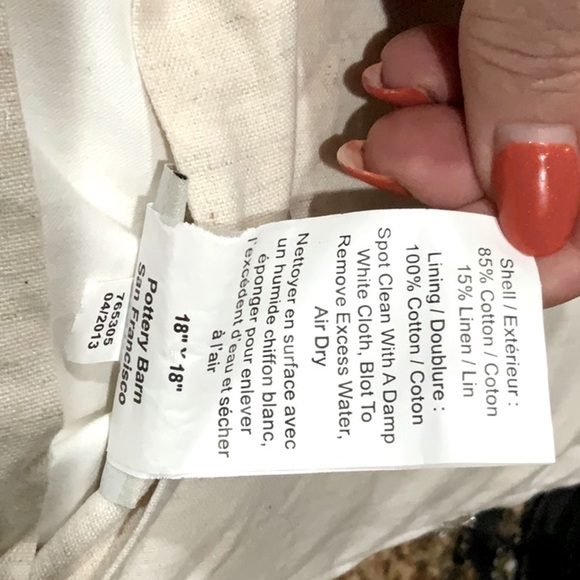 Shell / Extérieur :
85% Cotton / Coton
15% Linen / Lin
Lining / Doublure :
100% Cotton / Coton
Spot Clean With A Damp
White Cloth, Blot To
Remove Excess Water,
Air Dry
Nettoyer en surface avec
un humide chiffon blanc,
éponger pour enlever
l'excédent d'eau et sécher
à l'air
18" x 18"
Pottery Barn
San Francisco
765305
04/2013